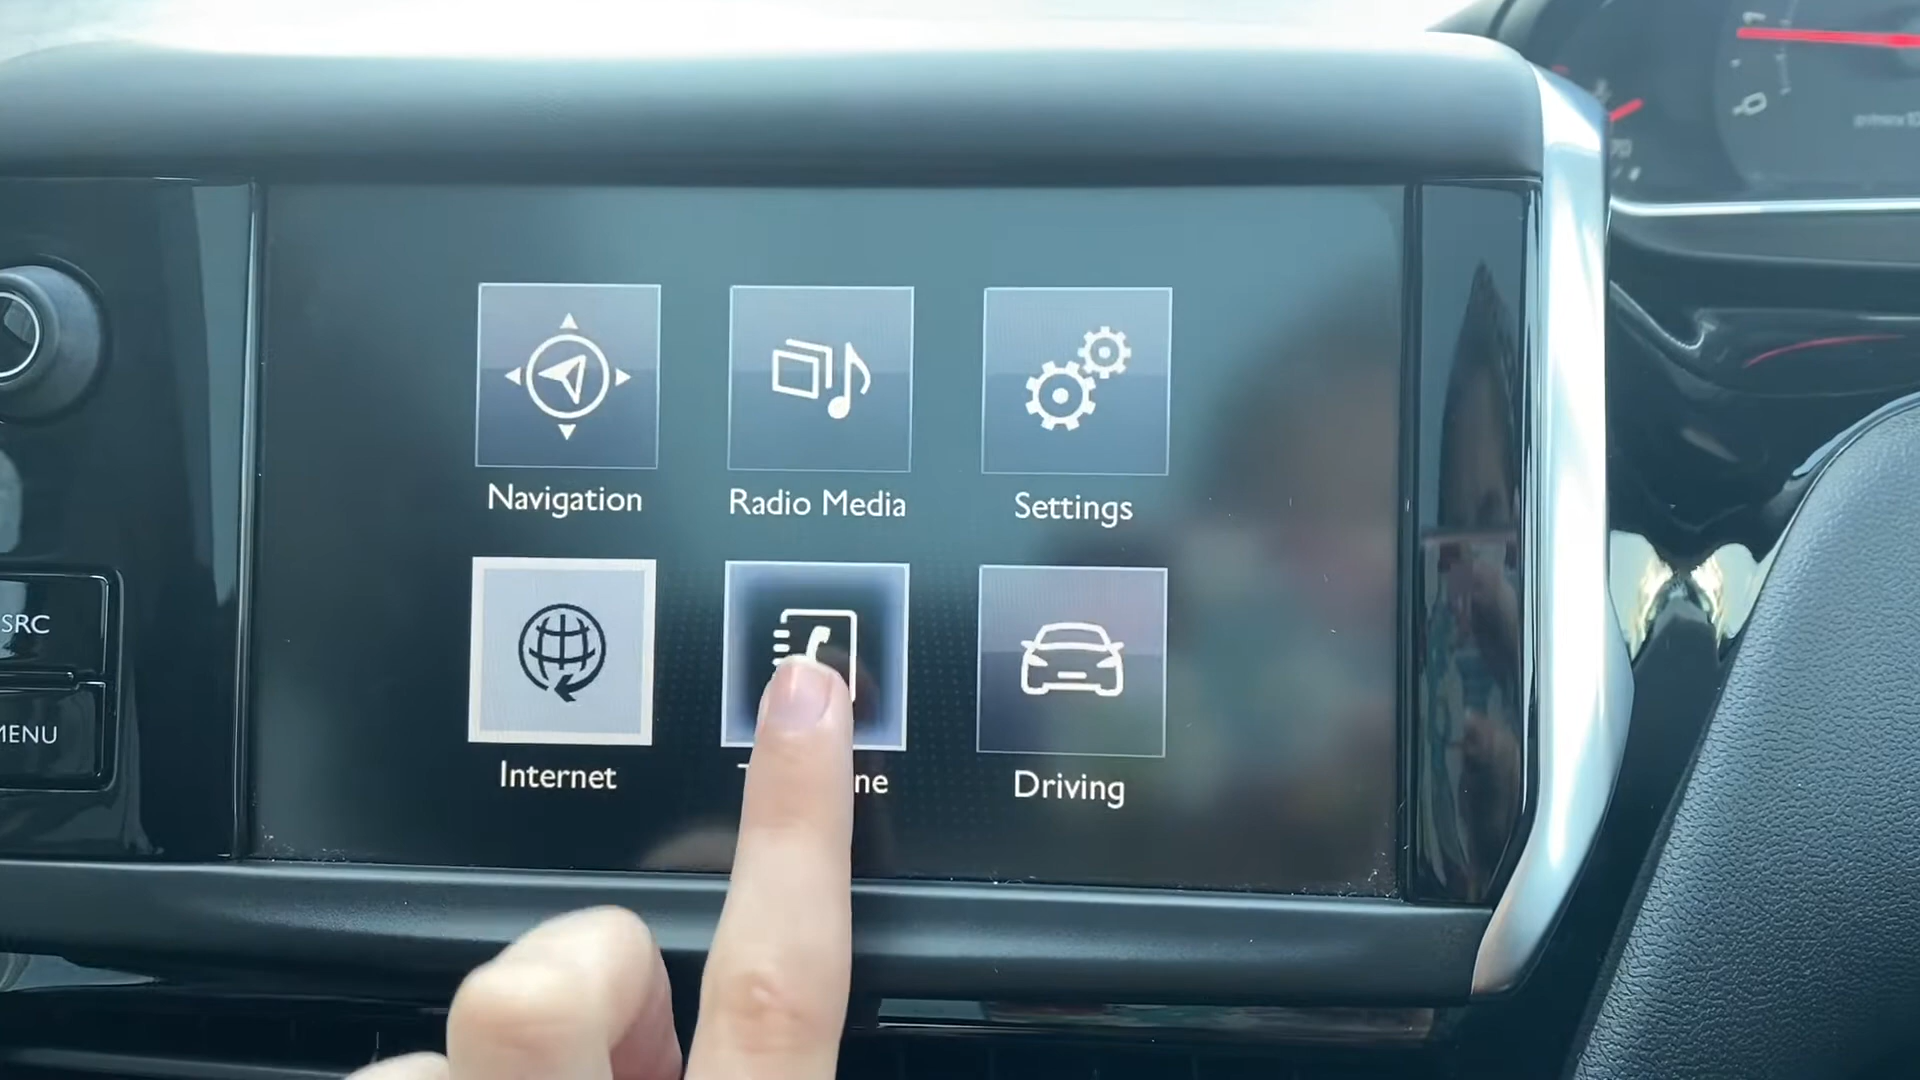 Navigation
Radio Media
Settings
SRC
MENU
Internet
Driving